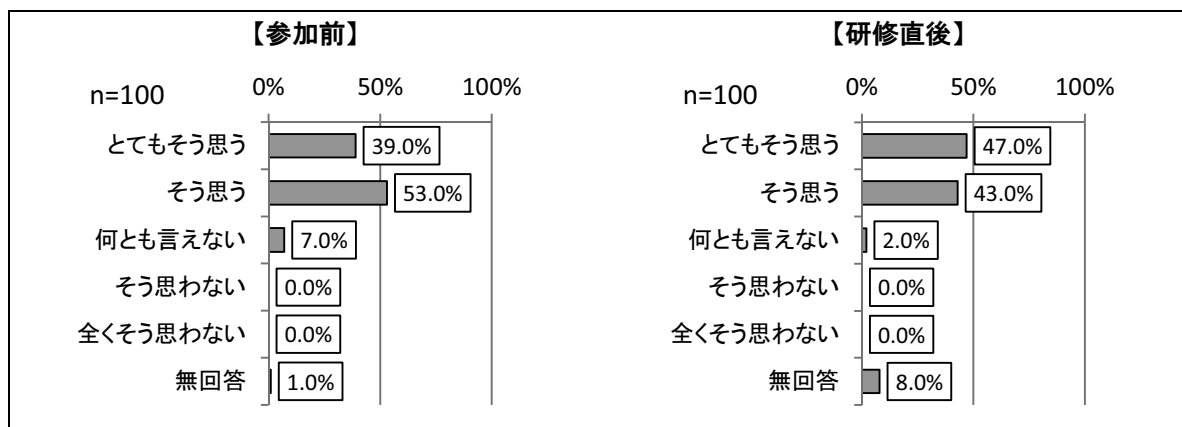 【参加前】
n=100
0% 50% 100%
とてもそう思う 39.0%
そう思う 53.0%
何とも言えない 7.0%
そう思わない 0.0%
全くそう思わない 0.0%
無回答 1.0%
【研修直後】
n=100
0% 50% 100%
とてもそう思う 47.0%
そう思う 43.0%
何とも言えない 2.0%
そう思わない 0.0%
全くそう思わない 0.0%
無回答 8.0%